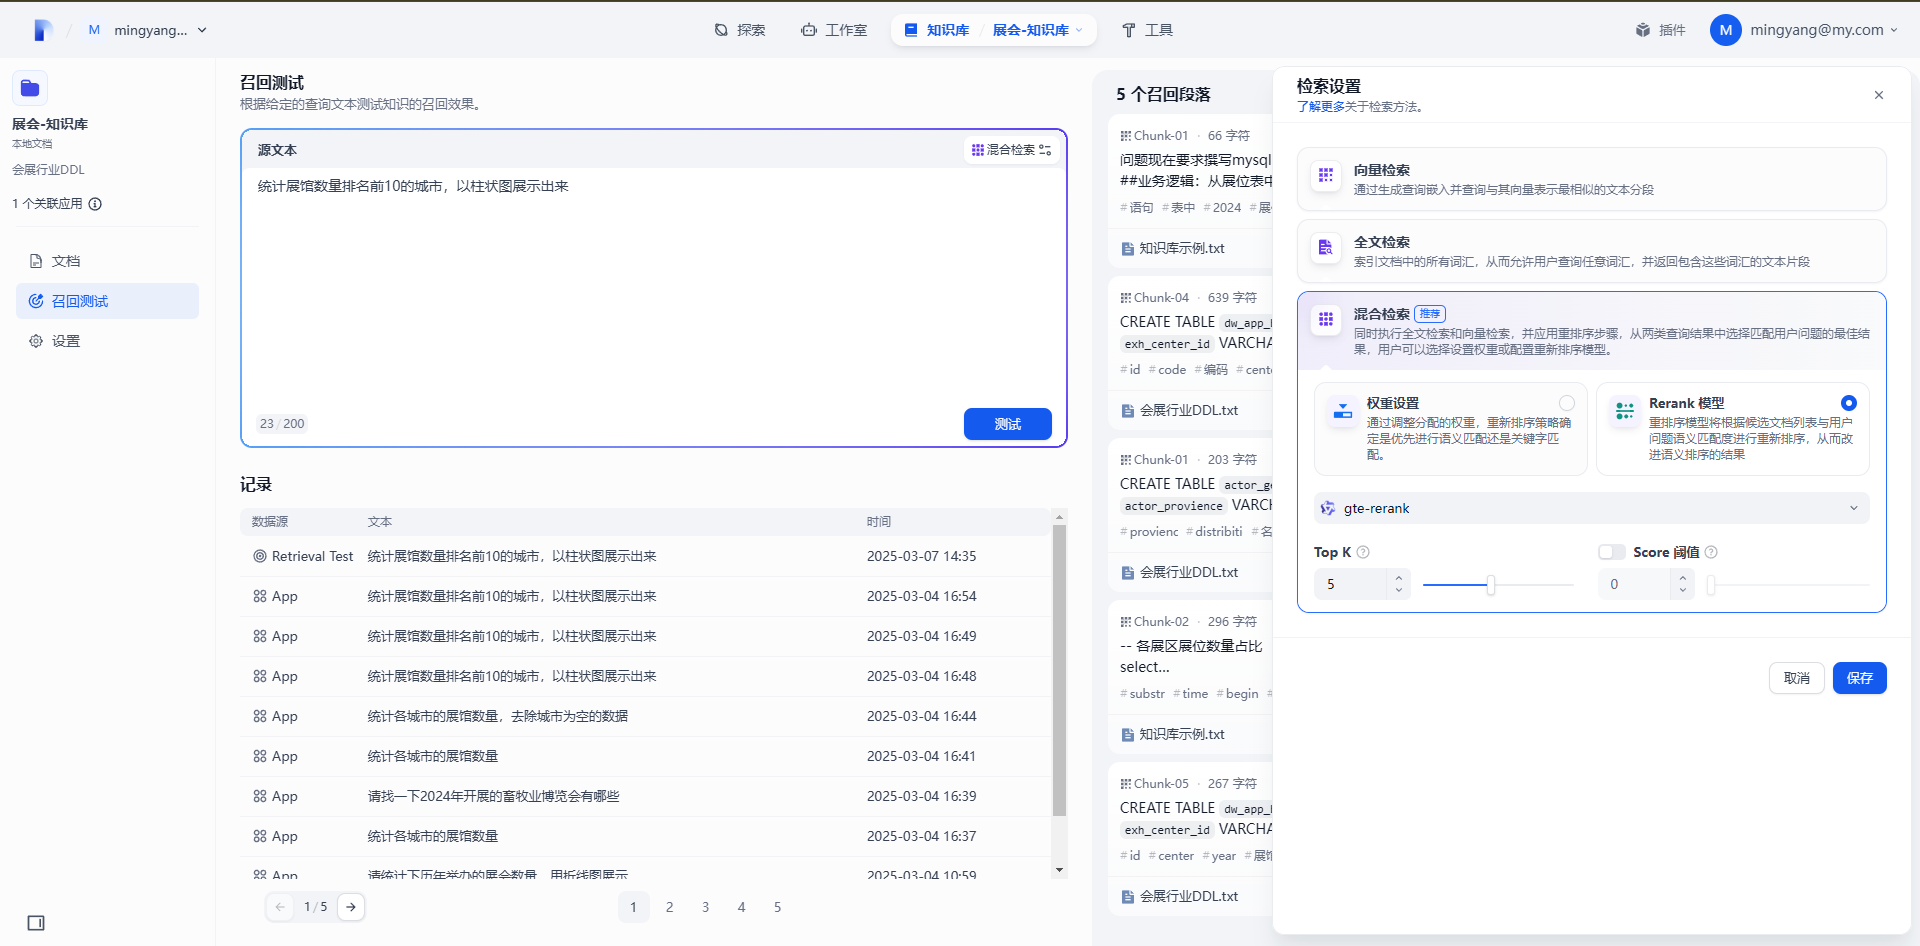 M mingyang...
探索
工作室
知识库 / 展会-知识库
工具
插件
M mingyang@my.com
展会-知识库
本地文档
会展行业DDL
1 个关联应用
文档
召回测试
设置
召回测试
根据给定的查询文本测试知识的召回效果。
源文本
混合检索
统计展馆数量排名前10的城市，以柱状图展示出来
23 / 200
测试
记录
数据源 文本 时间
Retrieval Test 统计展馆数量排名前10的城市，以柱状图展示出来 2025-03-07 14:35
App 统计展馆数量排名前10的城市，以柱状图展示出来 2025-03-04 16:54
App 统计展馆数量排名前10的城市，以柱状图展示出来 2025-03-04 16:49
App 统计展馆数量排名前10的城市，以柱状图展示出来 2025-03-04 16:48
App 统计各城市的展馆数量，去除城市为空的数据 2025-03-04 16:44
App 统计各城市的展馆数量 2025-03-04 16:41
App 请找一下2024年开展的畜牧业博览会有哪些 2025-03-04 16:39
App 统计各城市的展馆数量 2025-03-04 16:37
App 请统计下历年举办的展会数量，用折线图展示 2025-03-04 10:59
1 / 5
1 2 3 4 5
5 个召回段落
Chunk-01 · 66 字符
问题现在要求撰写mysql
##业务逻辑：从展位表中
# 语句 # 表中 # 2024 # 展
知识库示例.txt
Chunk-04 · 639 字符
CREATE TABLE dw_app_
exh_center_id VARCHA
# id # code # 编码 # cent
会展行业DDL.txt
Chunk-01 · 203 字符
CREATE TABLE actor_g
actor_provience VARCH
# provienc # distribiti # 名
会展行业DDL.txt
Chunk-02 · 296 字符
-- 各展区展位数量占比
select...
# substr # time # begin #
知识库示例.txt
Chunk-05 · 267 字符
CREATE TABLE dw_app_
exh_center_id VARCHA
# id # center # year # 展馆
会展行业DDL.txt
检索设置
了解更多关于检索方法。
向量检索
通过生成查询嵌入并查询与其向量表示最相似的文本分段
全文检索
索引文档中的所有词汇，从而允许用户查询任意词汇，并返回包含这些词汇的文本片段
混合检索 推荐
同时执行全文检索和向量检索，并应用重排序步骤，从两类查询结果中选择匹配用户问题的最佳结
果，用户可以选择设置权重或配置重新排序模型。
权重设置
通过调整分配的权重，重新排序策略确
定是优先进行语义匹配还是关键字匹
配。
Rerank 模型
重排序模型将根据候选文档列表与用户
问题语义匹配度进行重新排序，从而改
进语义排序的结果
gte-rerank
Top K
5
Score 阈值
0
取消
保存